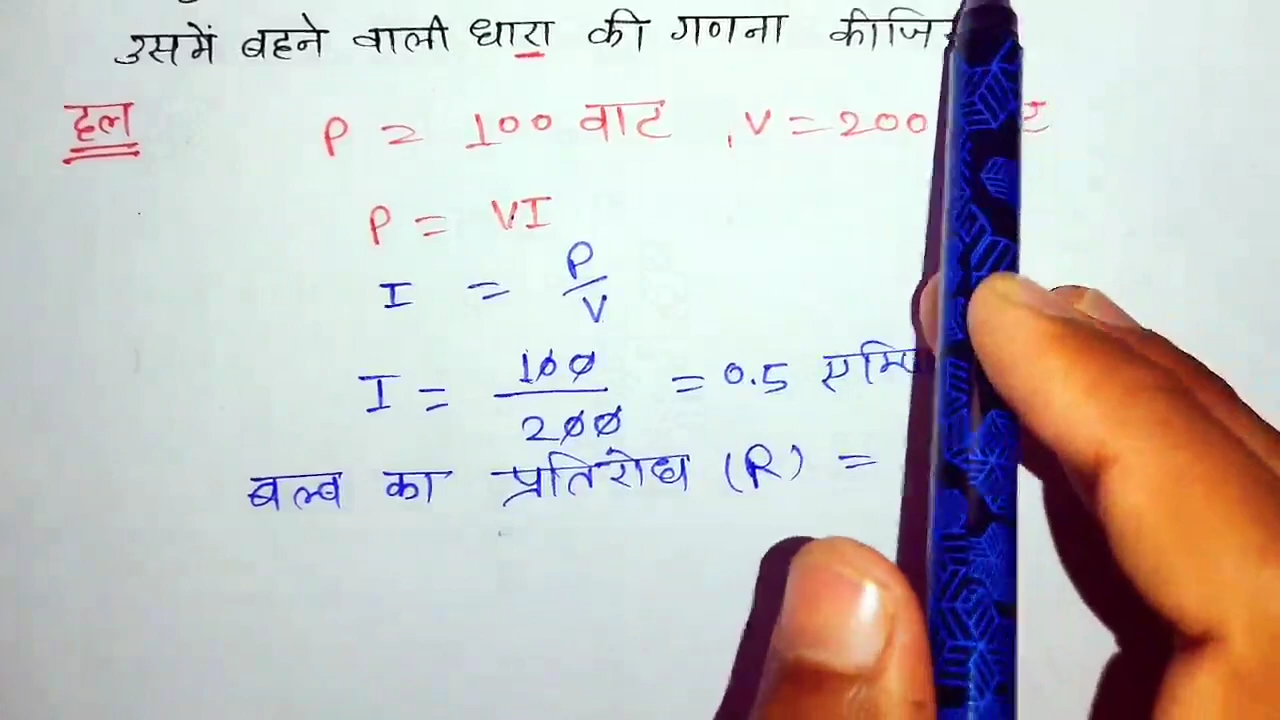 उसमें बहने वाली धारा की गणना
हल P = 100 वाट , V = 200
P = VI
I = P/V
I = 100/200 = 0.5
बल्ब का प्रतिरोध (R) =